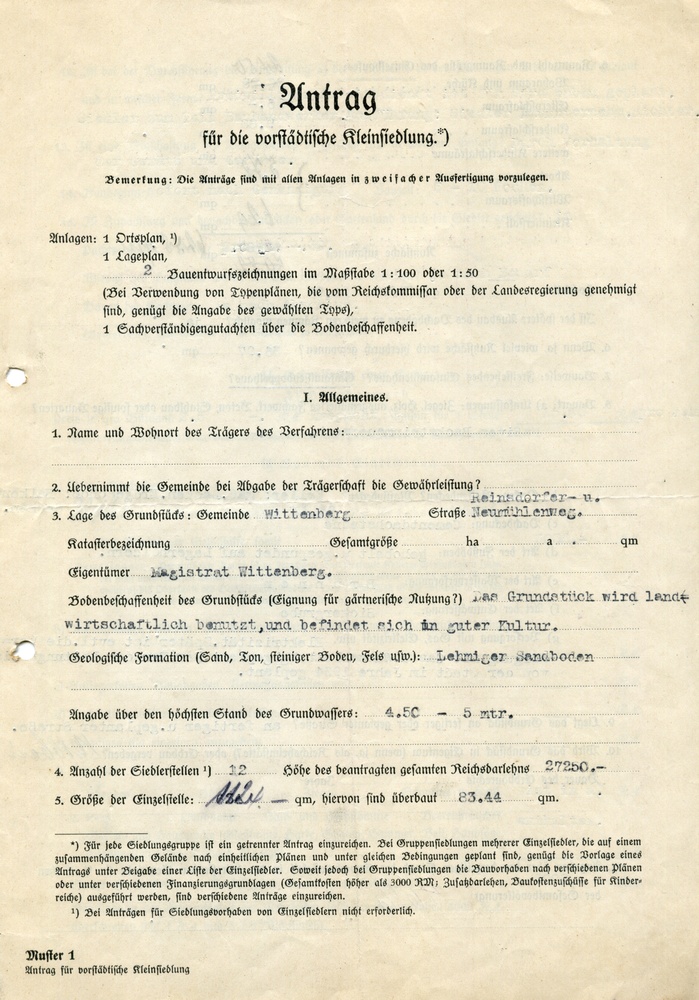 Antrag
für die vorstädtische Kleinsiedlung.*)
Bemerkung: Die Anträge sind mit allen Anlagen in zweifacher Ausfertigung vorzulegen.
Anlagen: 1 Ortsplan, ¹)
1 Lageplan,
2 Bauentwurfszeichnungen im Maßstabe 1:100 oder 1:50
(Bei Verwendung von Typenplänen, die vom Reichskommissar oder der Landesregierung genehmigt
sind, genügt die Angabe des gewählten Typs),
1 Sachverständigengutachten über die Bodenbeschaffenheit.
I. Allgemeines.
1. Name und Wohnort des Trägers des Verfahrens:
2. Uebernimmt die Gemeinde bei Abgabe der Trägerschaft die Gewährleistung?
Reinsdorfer- u.
3. Lage des Grundstücks: Gemeinde Wittenberg Straße Neumühlenweg.
Katasterbezeichnung Gesamtgröße ha a qm
Eigentümer Magistrat Wittenberg.
Bodenbeschaffenheit des Grundstücks (Eignung für gärtnerische Nutzung?) Das Grundstück wird land-
wirtschaftlich benutzt,und befindet sich in guter Kultur.
Geologische Formation (Sand, Ton, steiniger Boden, Fels usw.): Lehmiger Sandboden
Angabe über den höchsten Stand des Grundwassers: 4.50 - 5 mtr.
4. Anzahl der Siedlerstellen ¹) 12 Höhe des beantragten gesamten Reichsdarlehns 27250.-
5. Größe der Einzelstelle: — qm, hiervon sind überbaut 83.44 qm.
*) Für jede Siedlungsgruppe ist ein getrennter Antrag einzureichen. Bei Gruppensiedlungen mehrerer Einzelsiedler, die auf einem
zusammenhängenden Gelände nach einheitlichen Plänen und unter gleichen Bedingungen geplant sind, genügt die Vorlage eines
Antrags unter Beigabe einer Liste der Einzelsiedler. Soweit jedoch bei Gruppensiedlungen die Bauvorhaben nach verschiedenen Plänen
oder unter verschiedenen Finanzierungsgrundlagen (Gesamtkosten höher als 3000 RM; Zusatzdarlehen, Baukostenzuschüsse für Kinder-
reiche) ausgeführt werden, sind verschiedene Anträge einzureichen.
¹) Bei Anträgen für Siedlungsvorhaben von Einzelsiedlern nicht erforderlich.
Muster 1
Antrag für vorstädtische Kleinsiedlung